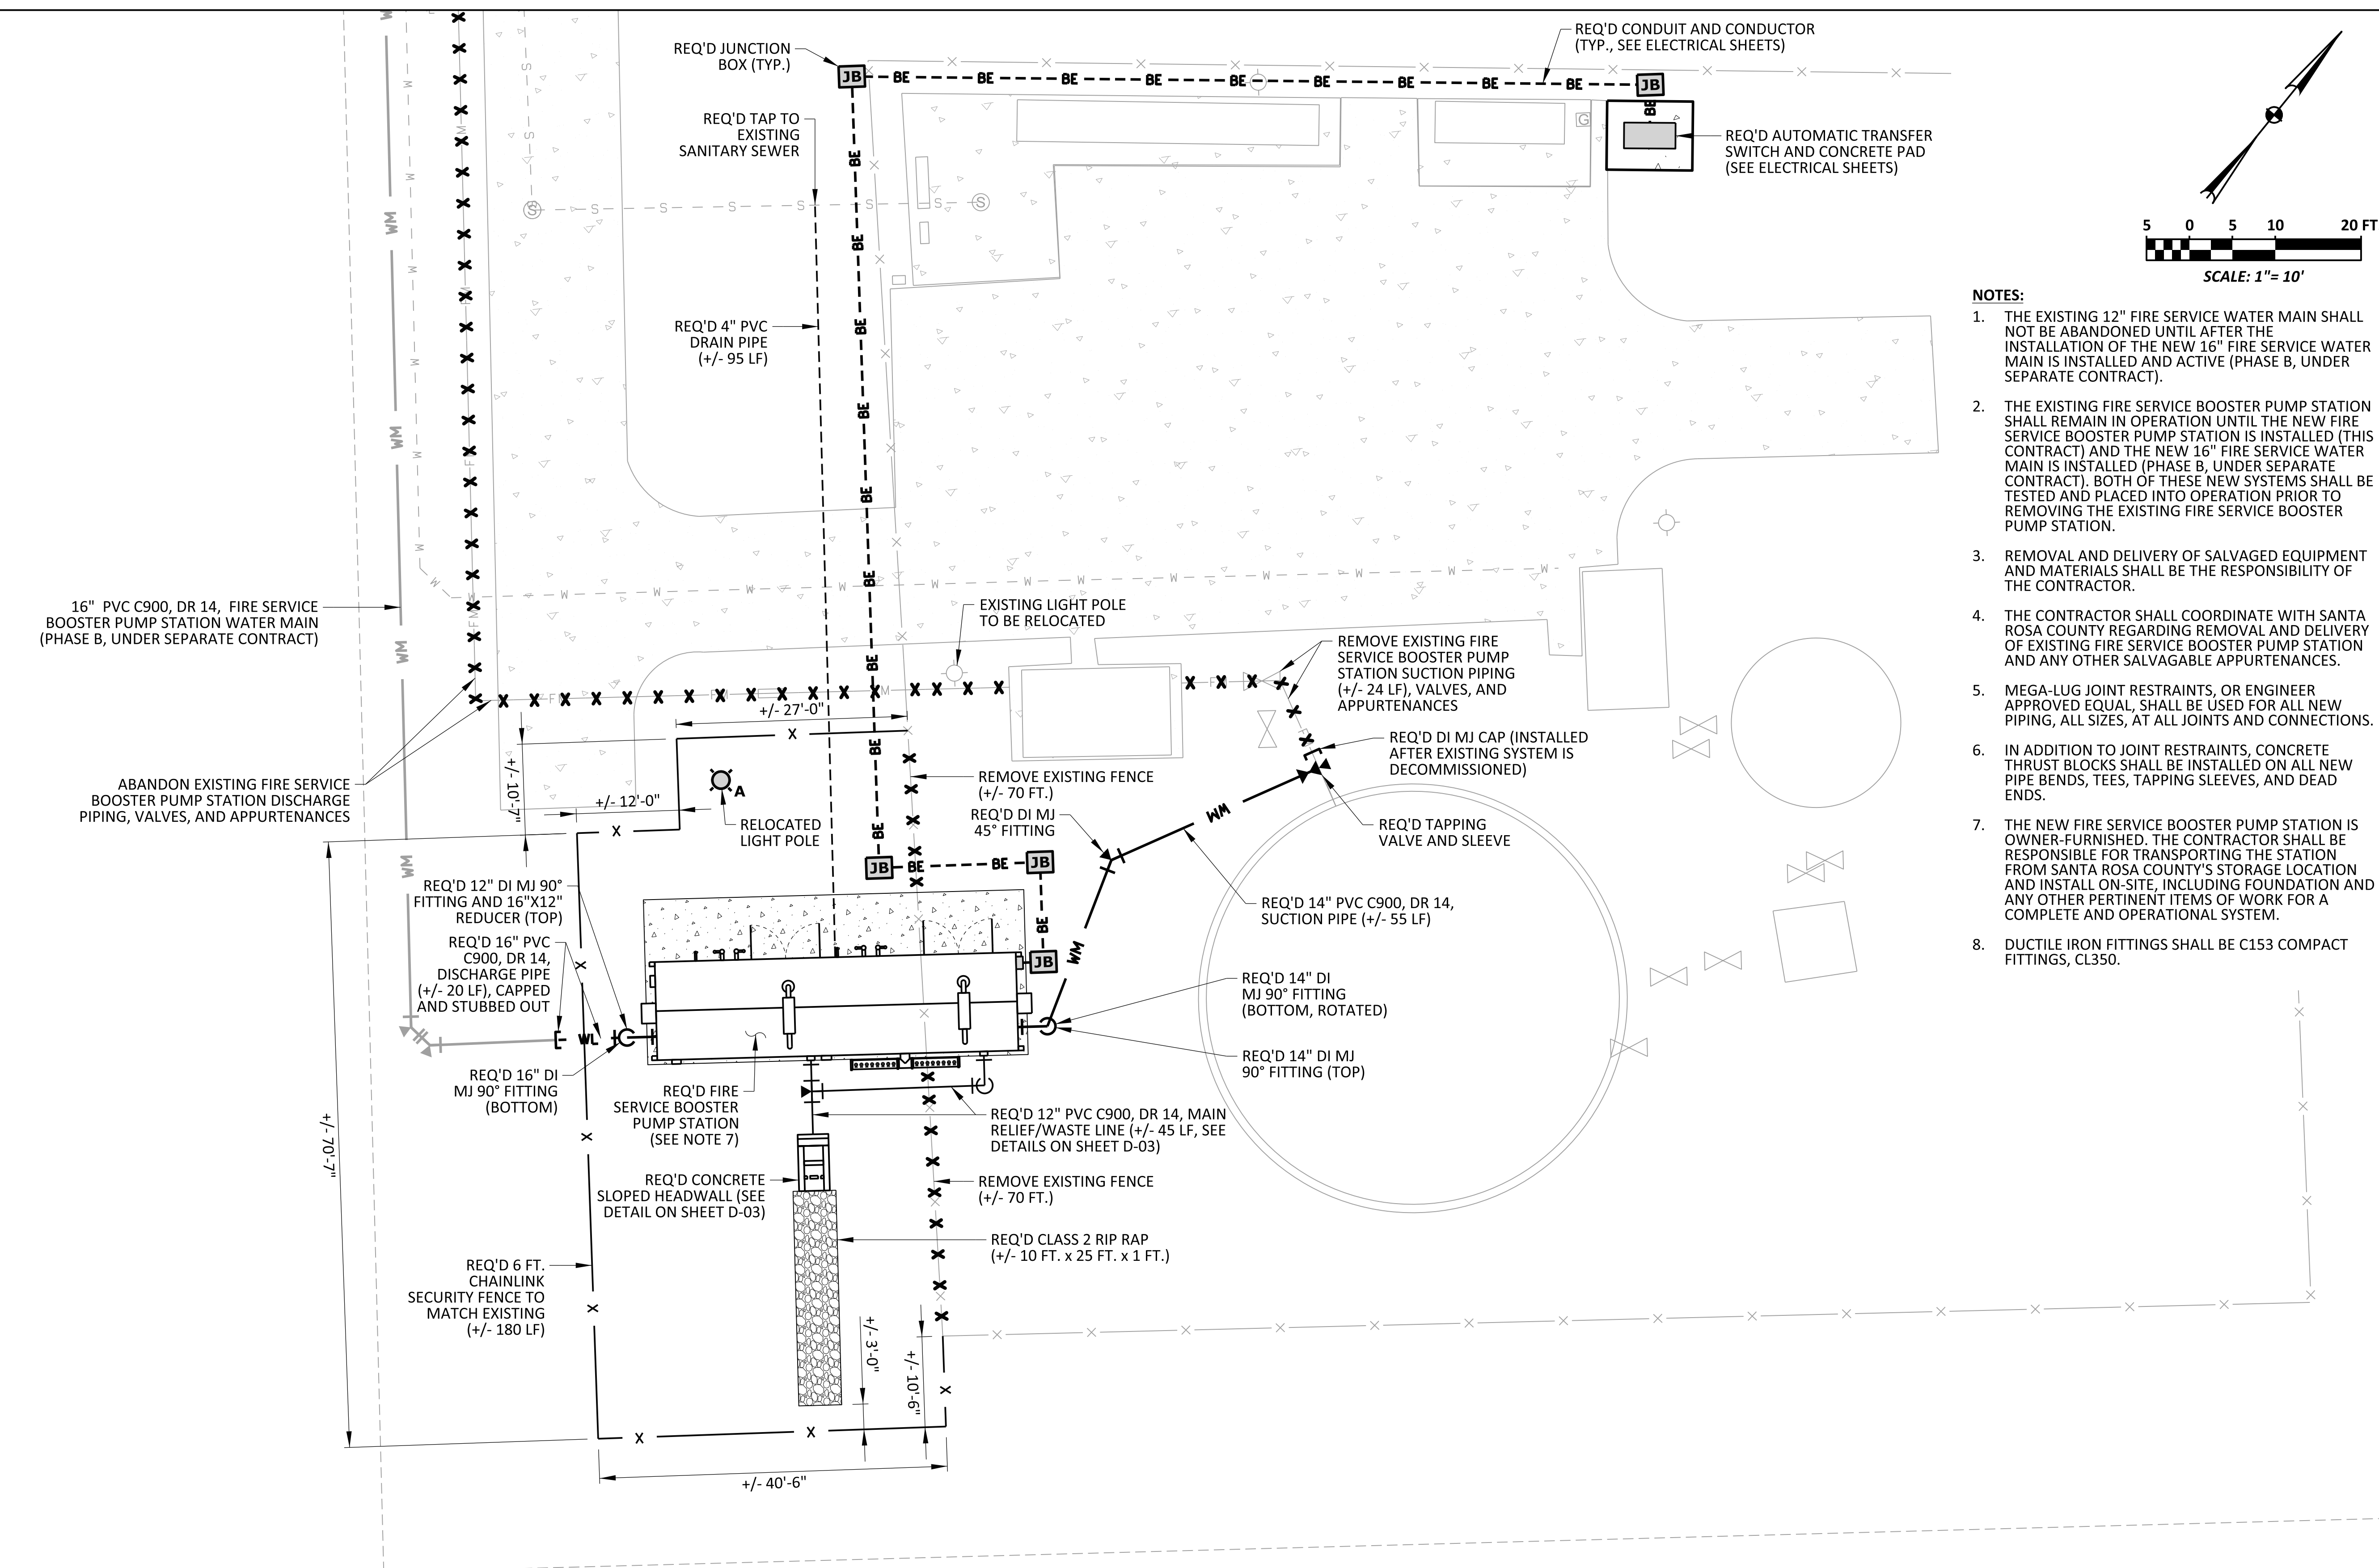 REQ'D JUNCTION
BOX (TYP.)
REQ'D CONDUIT AND CONDUCTOR
(TYP., SEE ELECTRICAL SHEETS)
JB
BE BE BE BE BE BE BE BE BE
JB
BE
REQ'D TAP TO
EXISTING
SANITARY SEWER
REQ'D AUTOMATIC TRANSFER
SWITCH AND CONCRETE PAD
(SEE ELECTRICAL SHEETS)
G
5 0 5 10 20 FT
SCALE: 1"= 10'
S S S S S S S S
REQ'D 4" PVC
DRAIN PIPE
(+/- 95 LF)
NOTES:
1. THE EXISTING 12" FIRE SERVICE WATER MAIN SHALL
NOT BE ABANDONED UNTIL AFTER THE
INSTALLATION OF THE NEW 16" FIRE SERVICE WATER
MAIN IS INSTALLED AND ACTIVE (PHASE B, UNDER
SEPARATE CONTRACT).
2. THE EXISTING FIRE SERVICE BOOSTER PUMP STATION
SHALL REMAIN IN OPERATION UNTIL THE NEW FIRE
SERVICE BOOSTER PUMP STATION IS INSTALLED (THIS
CONTRACT) AND THE NEW 16" FIRE SERVICE WATER
MAIN IS INSTALLED (PHASE B, UNDER SEPARATE
CONTRACT). BOTH OF THESE NEW SYSTEMS SHALL BE
TESTED AND PLACED INTO OPERATION PRIOR TO
REMOVING THE EXISTING FIRE SERVICE BOOSTER
PUMP STATION.
3. REMOVAL AND DELIVERY OF SALVAGED EQUIPMENT
AND MATERIALS SHALL BE THE RESPONSIBILITY OF
THE CONTRACTOR.
4. THE CONTRACTOR SHALL COORDINATE WITH SANTA
ROSA COUNTY REGARDING REMOVAL AND DELIVERY
OF EXISTING FIRE SERVICE BOOSTER PUMP STATION
AND ANY OTHER SALVAGABLE APPURTENANCES.
5. MEGA-LUG JOINT RESTRAINTS, OR ENGINEER
APPROVED EQUAL, SHALL BE USED FOR ALL NEW
PIPING, ALL SIZES, AT ALL JOINTS AND CONNECTIONS.
6. IN ADDITION TO JOINT RESTRAINTS, CONCRETE
THRUST BLOCKS SHALL BE INSTALLED ON ALL NEW
PIPE BENDS, TEES, TAPPING SLEEVES, AND DEAD
ENDS.
7. THE NEW FIRE SERVICE BOOSTER PUMP STATION IS
OWNER-FURNISHED. THE CONTRACTOR SHALL BE
RESPONSIBLE FOR TRANSPORTING THE STATION
FROM SANTA ROSA COUNTY'S STORAGE LOCATION
AND INSTALL ON-SITE, INCLUDING FOUNDATION AND
ANY OTHER PERTINENT ITEMS OF WORK FOR A
COMPLETE AND OPERATIONAL SYSTEM.
8. DUCTILE IRON FITTINGS SHALL BE C153 COMPACT
FITTINGS, CL350.
16" PVC C900, DR 14, FIRE SERVICE
BOOSTER PUMP STATION WATER MAIN
(PHASE B, UNDER SEPARATE CONTRACT)
EXISTING LIGHT POLE
TO BE RELOCATED
REMOVE EXISTING FIRE
SERVICE BOOSTER PUMP
STATION SUCTION PIPING
(+/- 24 LF), VALVES, AND
APPURTENANCES
+/- 27'-0"
REQ'D DI MJ CAP (INSTALLED
AFTER EXISTING SYSTEM IS
DECOMMISSIONED)
ABANDON EXISTING FIRE SERVICE
BOOSTER PUMP STATION DISCHARGE
PIPING, VALVES, AND APPURTENANCES
+/- 10'-7"
+/- 12'-0"
A
RELOCATED
LIGHT POLE
REMOVE EXISTING FENCE
(+/- 70 FT.)
REQ'D DI MJ
45° FITTING
REQ'D TAPPING
VALVE AND SLEEVE
WM
JB BE BE JB
BE
JB
REQ'D 12" DI MJ 90°
FITTING AND 16"X12"
REDUCER (TOP)
REQ'D 14" PVC C900, DR 14,
SUCTION PIPE (+/- 55 LF)
WM
REQ'D 16" PVC
C900, DR 14,
DISCHARGE PIPE
(+/- 20 LF), CAPPED
AND STUBBED OUT
REQ'D 14" DI
MJ 90° FITTING
(BOTTOM, ROTATED)
WL
REQ'D 14" DI MJ
90° FITTING (TOP)
REQ'D 16" DI
MJ 90° FITTING
(BOTTOM)
REQ'D FIRE
SERVICE BOOSTER
PUMP STATION
(SEE NOTE 7)
REQ'D 12" PVC C900, DR 14, MAIN
RELIEF/WASTE LINE (+/- 45 LF, SEE
DETAILS ON SHEET D-03)
+/- 70'-7"
REQ'D CONCRETE
SLOPED HEADWALL (SEE
DETAIL ON SHEET D-03)
REMOVE EXISTING FENCE
(+/- 70 FT.)
REQ'D CLASS 2 RIP RAP
(+/- 10 FT. x 25 FT. x 1 FT.)
REQ'D 6 FT.
CHAINLINK
SECURITY FENCE TO
MATCH EXISTING
(+/- 180 LF)
+/- 3'-0"
+/- 10'-6"
+/- 40'-6"